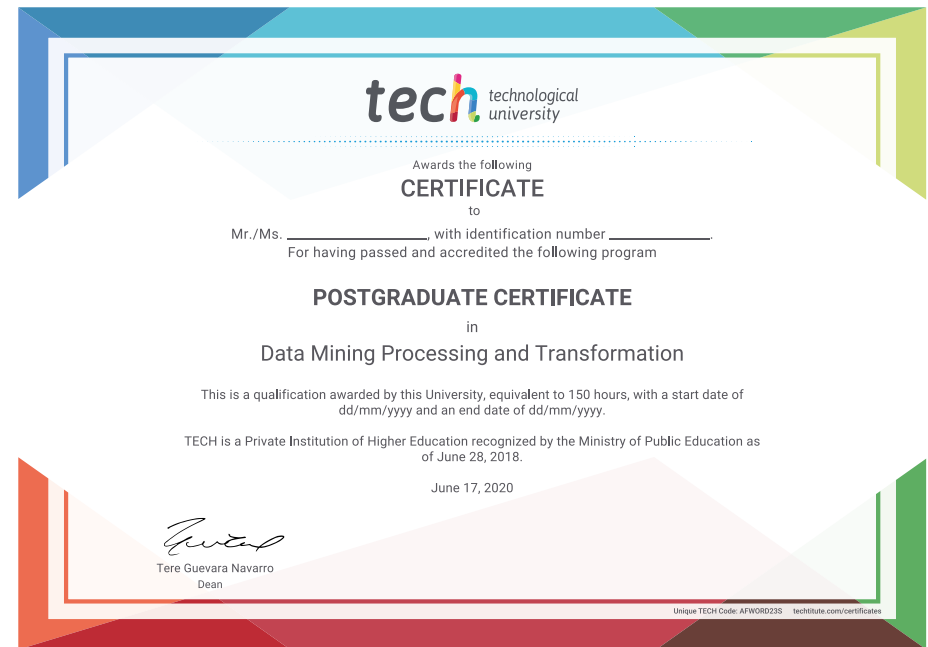 tech technological
university
Awards the following
CERTIFICATE
to
Mr./Ms. ____________________, with identification number ______________.
For having passed and accredited the following program
POSTGRADUATE CERTIFICATE
in
Data Mining Processing and Transformation
This is a qualification awarded by this University, equivalent to 150 hours, with a start date of
dd/mm/yyyy and an end date of dd/mm/yyyy.
TECH is a Private Institution of Higher Education recognized by the Ministry of Public Education as
of June 28, 2018.
June 17, 2020
Tere Guevara Navarro
Dean
Unique TECH Code: AFWORD23S techtitute.com/certificates